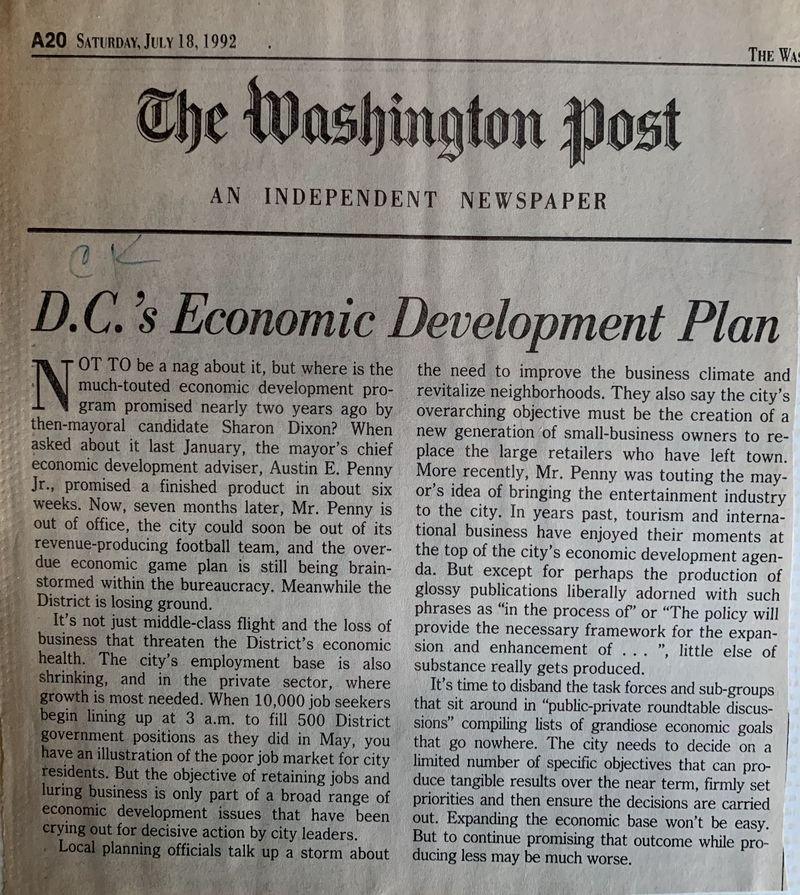 A20 SATURDAY, JULY 18, 1992
THE WAS
The Washington Post
AN INDEPENDENT NEWSPAPER
OK
D.C.'s Economic Development Plan
NOT TO be a nag about it, but where is the
much-touted economic development pro-
gram promised nearly two years ago by
then-mayoral candidate Sharon Dixon? When
asked about it last January, the mayor's chief
economic development adviser, Austin E. Penny
Jr., promised a finished product in about six
weeks. Now, seven months later, Mr. Penny is
out of office, the city could soon be out of its
revenue-producing football team, and the over-
due economic game plan is still being brain-
stormed within the bureaucracy. Meanwhile the
District is losing ground.
It's not just middle-class flight and the loss of
business that threaten the District's economic
health. The city's employment base is also
shrinking, and in the private sector, where
growth is most needed. When 10,000 job seekers
begin lining up at 3 a.m. to fill 500 District
government positions as they did in May, you
have an illustration of the poor job market for city
residents. But the objective of retaining jobs and
luring business is only part of a broad range of
economic development issues that have been
crying out for decisive action by city leaders.
Local planning officials talk up a storm about
the need to improve the business climate and
revitalize neighborhoods. They also say the city's
overarching objective must be the creation of a
new generation of small-business owners to re-
place the large retailers who have left town.
More recently, Mr. Penny was touting the may-
or's idea of bringing the entertainment industry
to the city. In years past, tourism and interna-
tional business have enjoyed their moments at
the top of the city's economic development agen-
da. But except for perhaps the production of
glossy publications liberally adorned with such
phrases as "in the process of" or "The policy will
provide the necessary framework for the expan-
sion and enhancement of . . . ", little else of
substance really gets produced.
It's time to disband the task forces and sub-groups
that sit around in "public-private roundtable discus-
sions" compiling lists of grandiose economic goals
that go nowhere. The city needs to decide on a
limited number of specific objectives that can pro-
duce tangible results over the near term, firmly set
priorities and then ensure the decisions are carried
out. Expanding the economic base won't be easy.
But to continue promising that outcome while pro-
ducing less may be much worse.